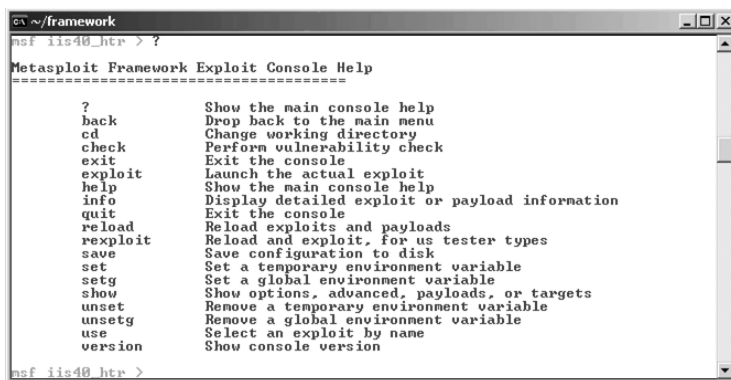 ~/framework
msf iis40_htr > ?
Metasploit Framework Exploit Console Help
=======================================
? Show the main console help
back Drop back to the main menu
cd Change working directory
check Perform vulnerability check
exit Exit the console
exploit Launch the actual exploit
help Show the main console help
info Display detailed exploit or payload information
quit Exit the console
reload Reload exploits and payloads
rexploit Reload and exploit, for us tester types
save Save configuration to disk
set Set a temporary environment variable
setg Set a global environment variable
show Show options, advanced, payloads, or targets
unset Remove a temporary environment variable
unsetg Remove a global environment variable
use Select an exploit by name
version Show console version
msf iis40_htr >